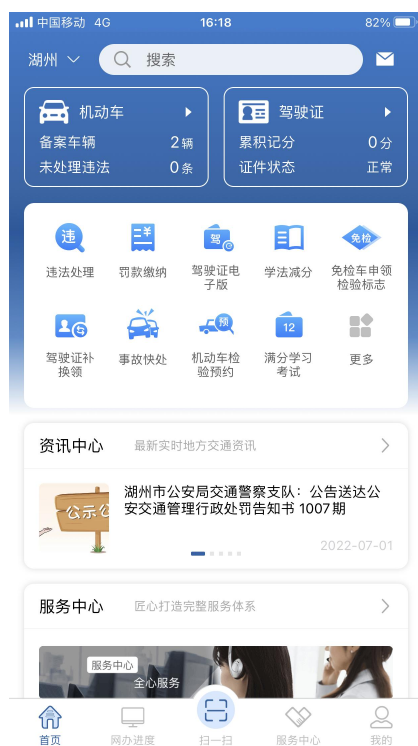 中国移动 4G 16:18 82%
湖州 搜索
机动车
备案车辆 2辆
未处理违法 0条
驾驶证
累积记分 0分
证件状态 正常
违 ¥ 驾 免检
违法处理 罚款缴纳 驾驶证电子版 学法减分 免检车申领检验标志
预 12
驾驶证补换领 事故快处 机动车检验预约 满分学习考试 更多
资讯中心 最新实时地方交通资讯
公示公
湖州市公安局交通警察支队：公告送达公
安交通管理行政处罚告知书 1007期
2022-07-01
服务中心 匠心打造完整服务体系
服务中心
全心服务
首页 网办进度 扫一扫 服务中心 我的